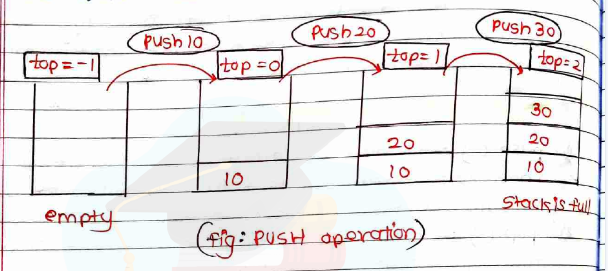 push 10
push 20
push 30
top = -1
top = 0
top = 1
top = 2
30
20
20
10
10
10
empty
Stack is full
(fig: PUSH operation)